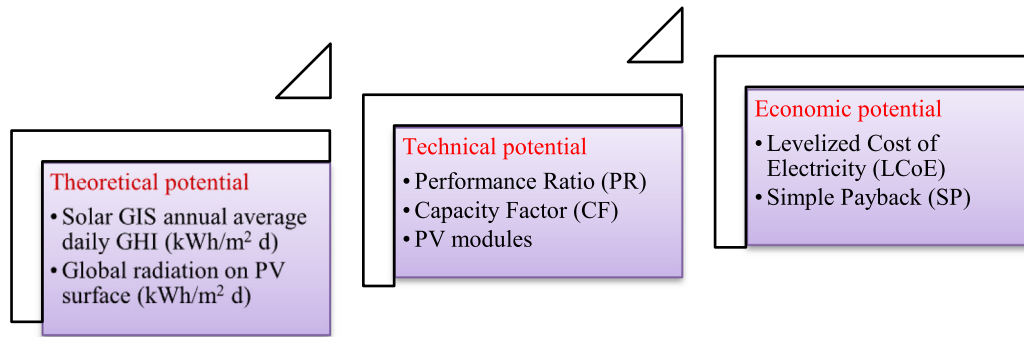 Theoretical potential
• Solar GIS annual average
daily GHI (kWh/m² d)
• Global radiation on PV
surface (kWh/m² d)
Technical potential
• Performance Ratio (PR)
• Capacity Factor (CF)
• PV modules
Economic potential
• Levelized Cost of
Electricity (LCoE)
• Simple Payback (SP)